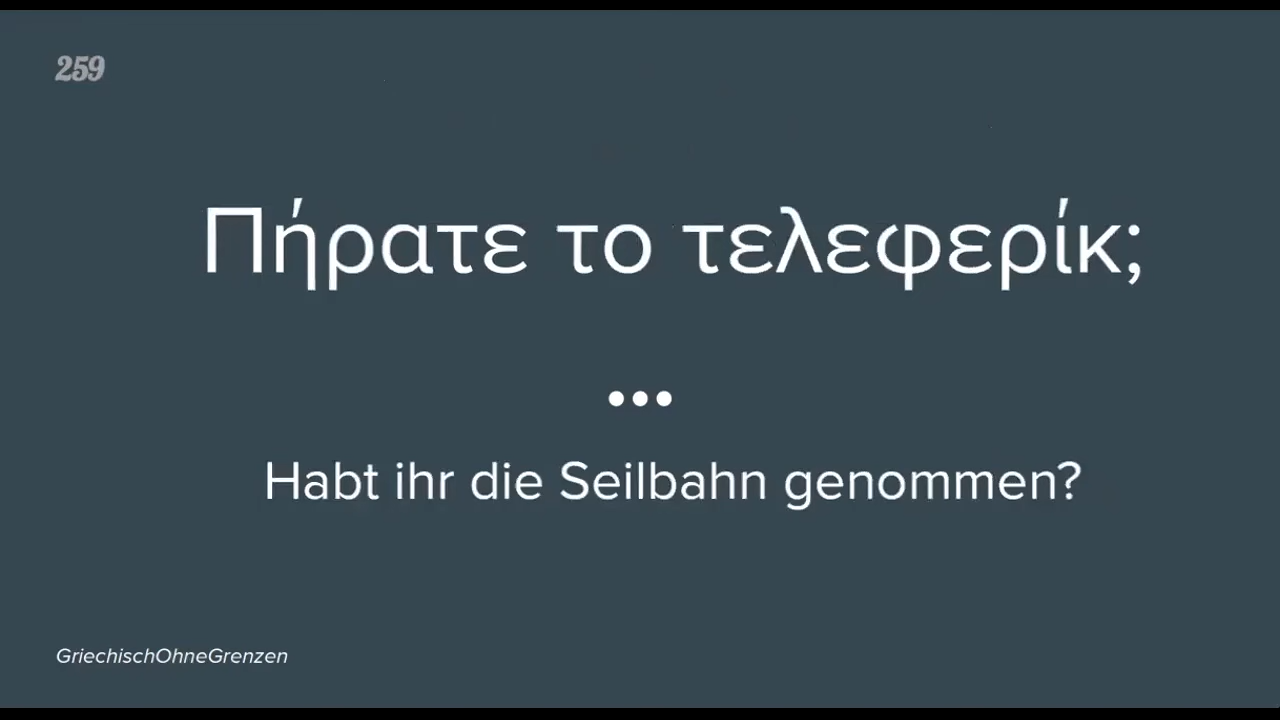 259
Πήρατε το τελεφερίκ;
...
Habt ihr die Seilbahn genommen?
GriechischOhneGrenzen